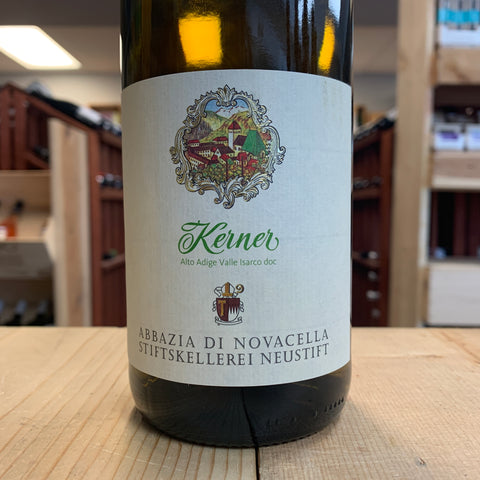 Kerner
Alto Adige Valle Isarco doc
ABBAZIA DI NOVACELLA
STIFTSKELLEREI NEUSTIFT